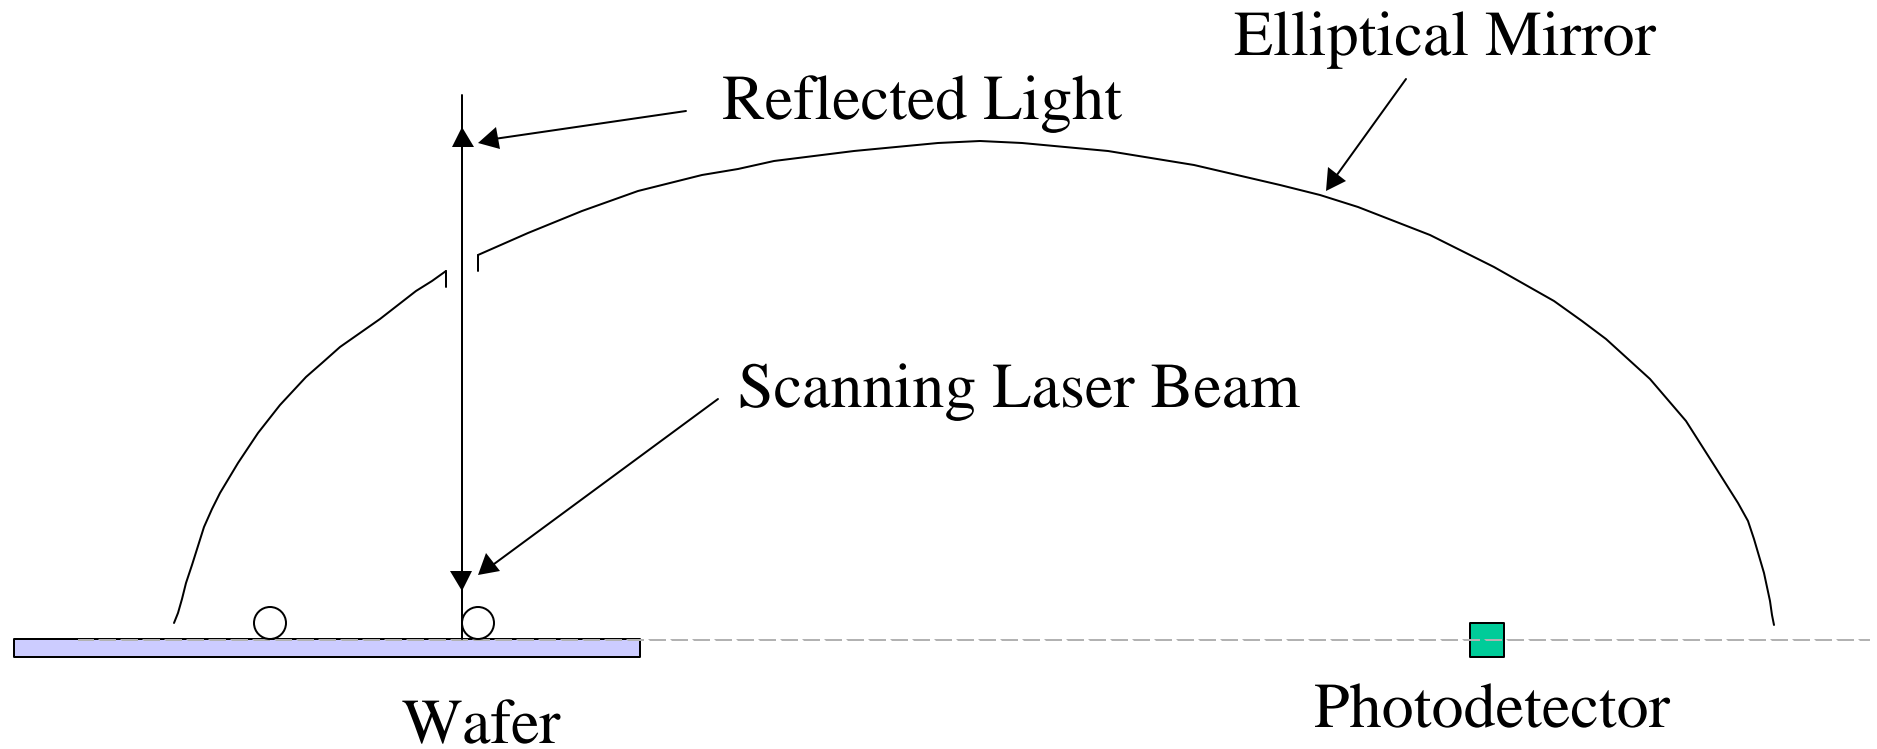 Elliptical Mirror
Reflected Light
Scanning Laser Beam
Photodetector
Wafer